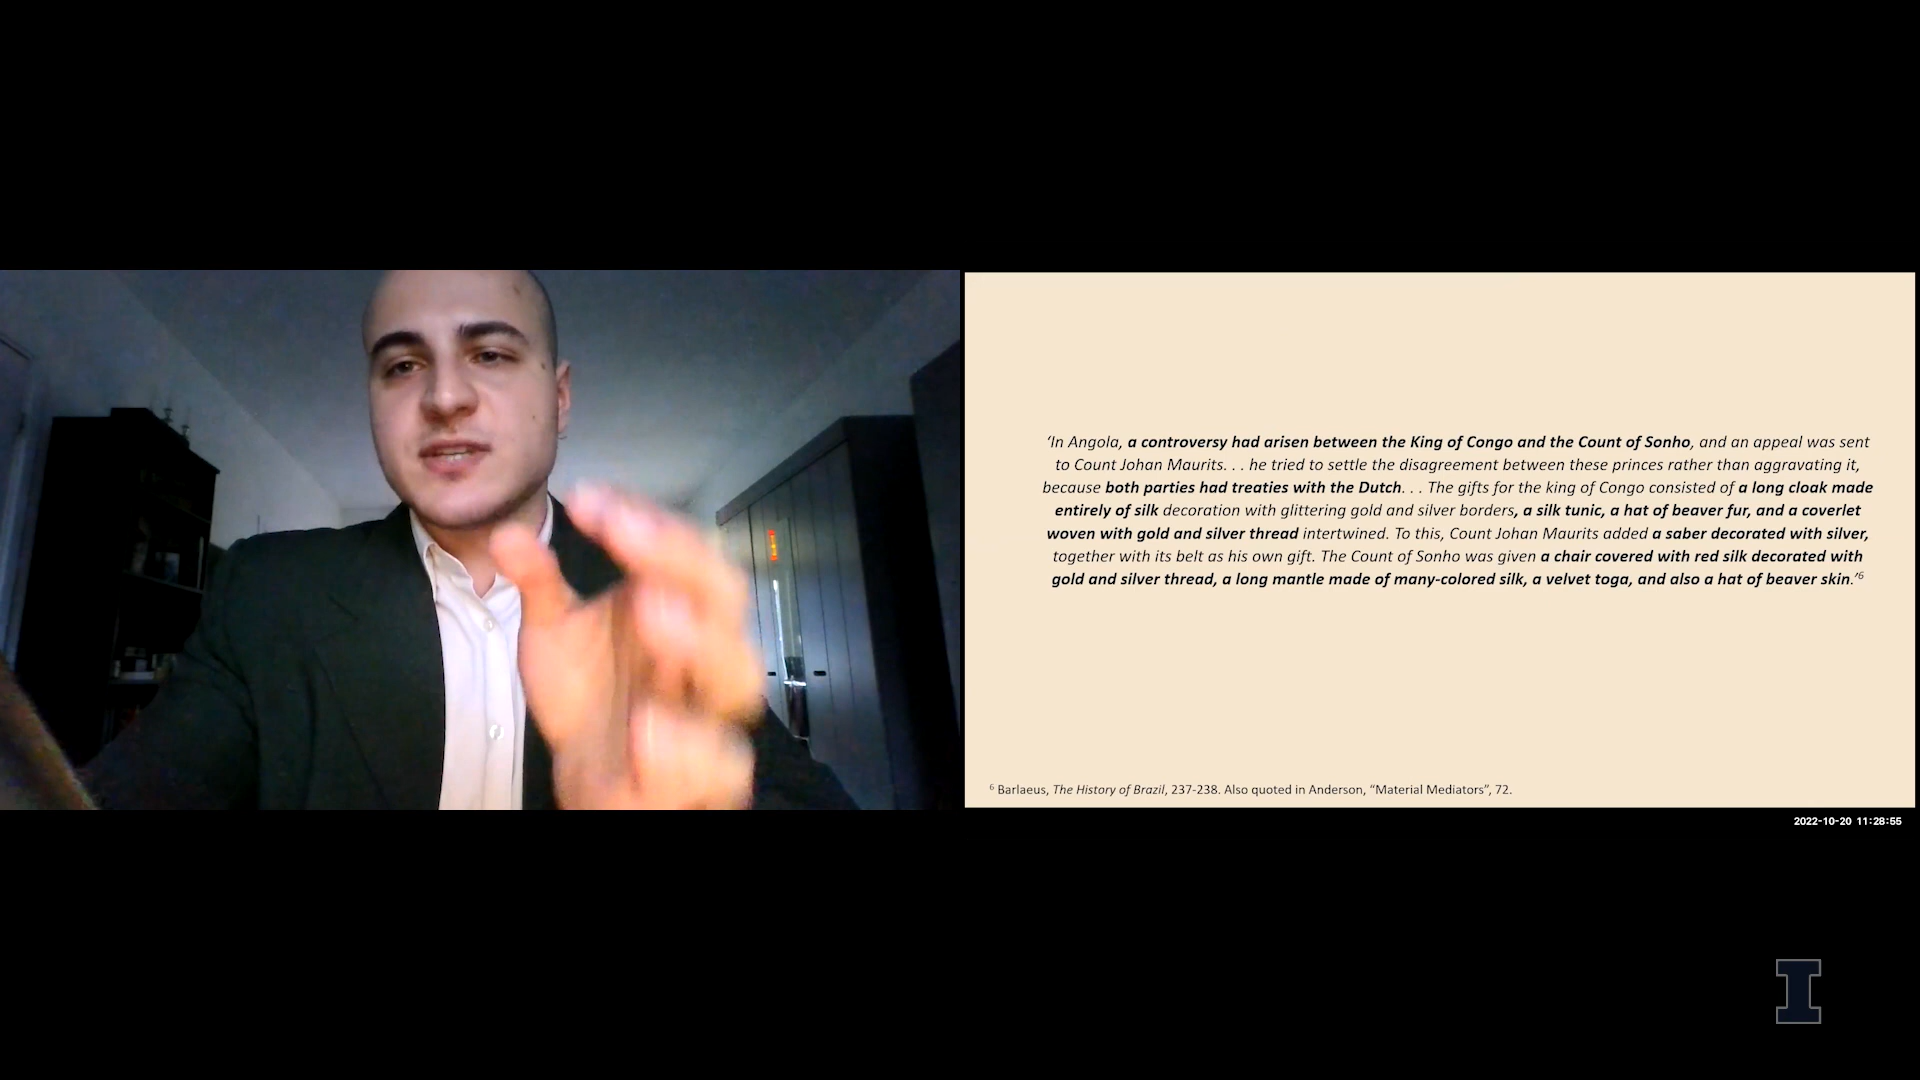 ‘In Angola, a controversy had arisen between the King of Congo and the Count of Sonho, and an appeal was sent
to Count Johan Maurits. . . he tried to settle the disagreement between these princes rather than aggravating it,
because both parties had treaties with the Dutch. . . The gifts for the king of Congo consisted of a long cloak made
entirely of silk decoration with glittering gold and silver borders, a silk tunic, a hat of beaver fur, and a coverlet
woven with gold and silver thread intertwined. To this, Count Johan Maurits added a saber decorated with silver,
together with its belt as his own gift. The Count of Sonho was given a chair covered with red silk decorated with
gold and silver thread, a long mantle made of many-colored silk, a velvet toga, and also a hat of beaver skin.’⁶
⁶ Barlaeus, The History of Brazil, 237-238. Also quoted in Anderson, “Material Mediators”, 72.
2022-10-20 11:28:55
I